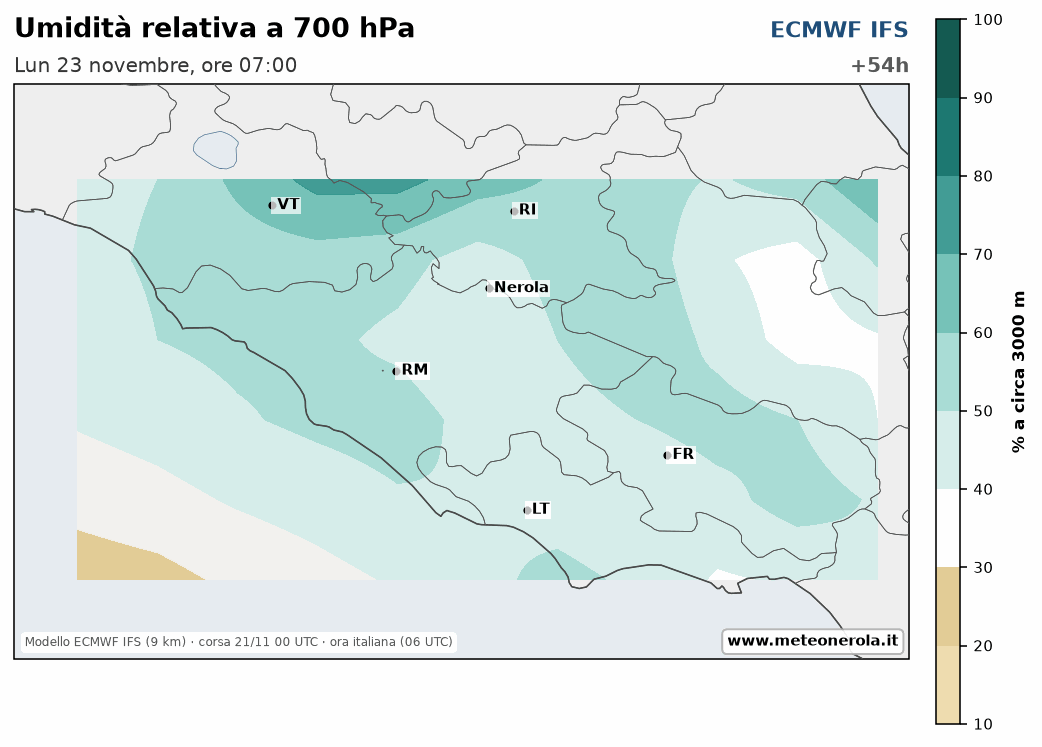 Umidità relativa a 700 hPa
ECMWF IFS
Lun 23 novembre, ore 07:00
+54h
VT
RI
Nerola
RM
FR
LT
Modello ECMWF IFS (9 km) · corsa 21/11 00 UTC · ora italiana (06 UTC)
www.meteonerola.it
100
90
80
70
60
50
40
30
20
10
% a circa 3000 m